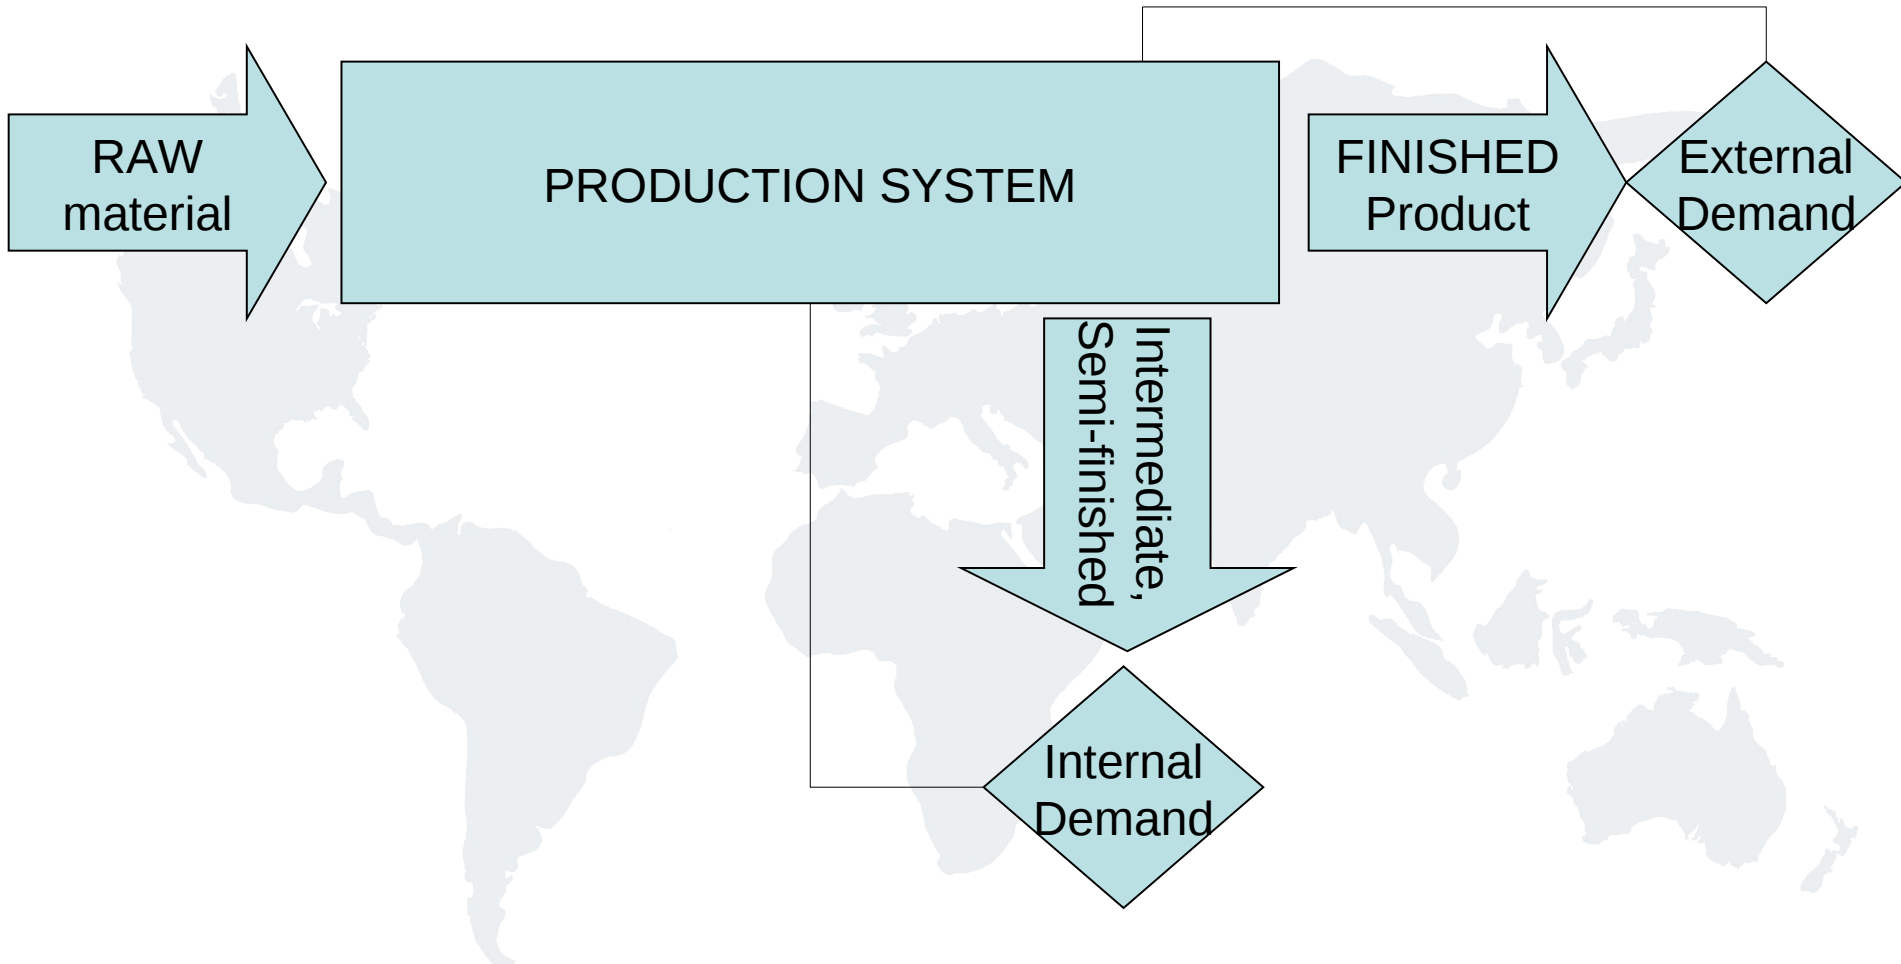 RAW
material
PRODUCTION SYSTEM
FINISHED
Product
External
Demand
Intermediate,
Semi-finished
Internal
Demand